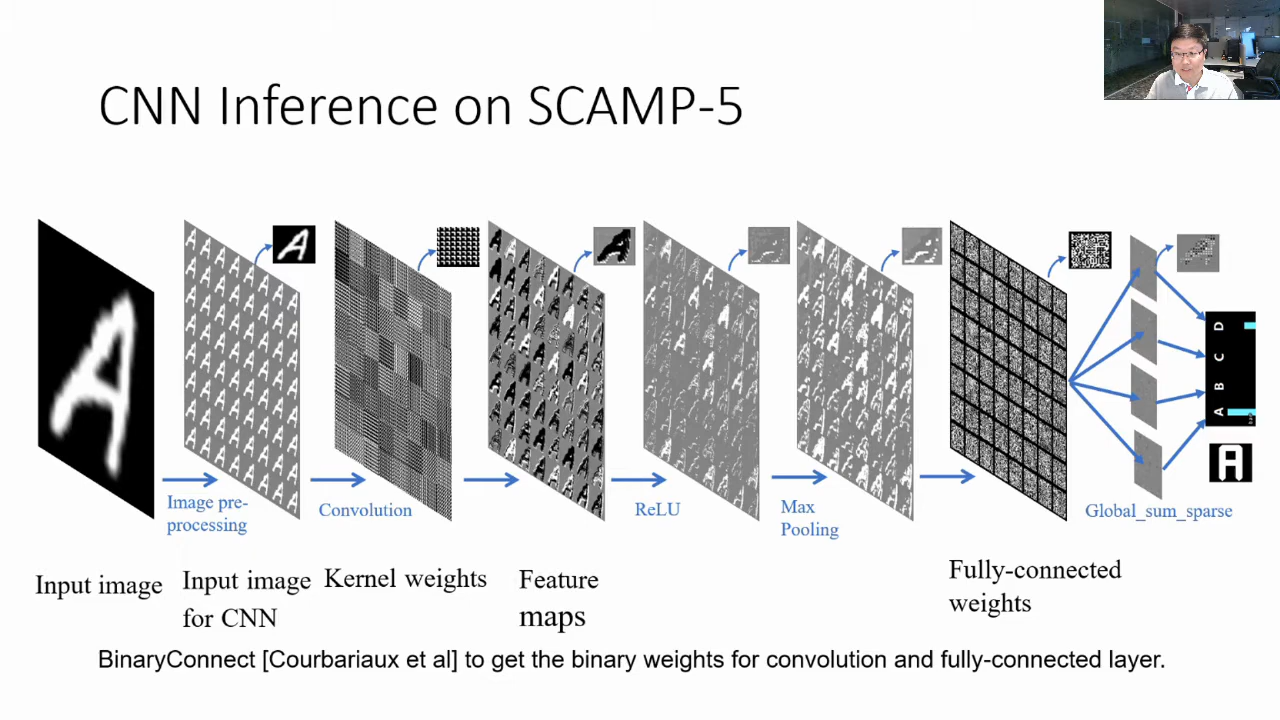 CNN Inference on SCAMP-5
Image pre-
processing
Convolution
ReLU
Max
Pooling
Global_sum_sparse
D
C
B
A
A
Input image
Input image
for CNN
Kernel weights
Feature
maps
Fully-connected
weights
BinaryConnect [Courbariaux et al] to get the binary weights for convolution and fully-connected layer.